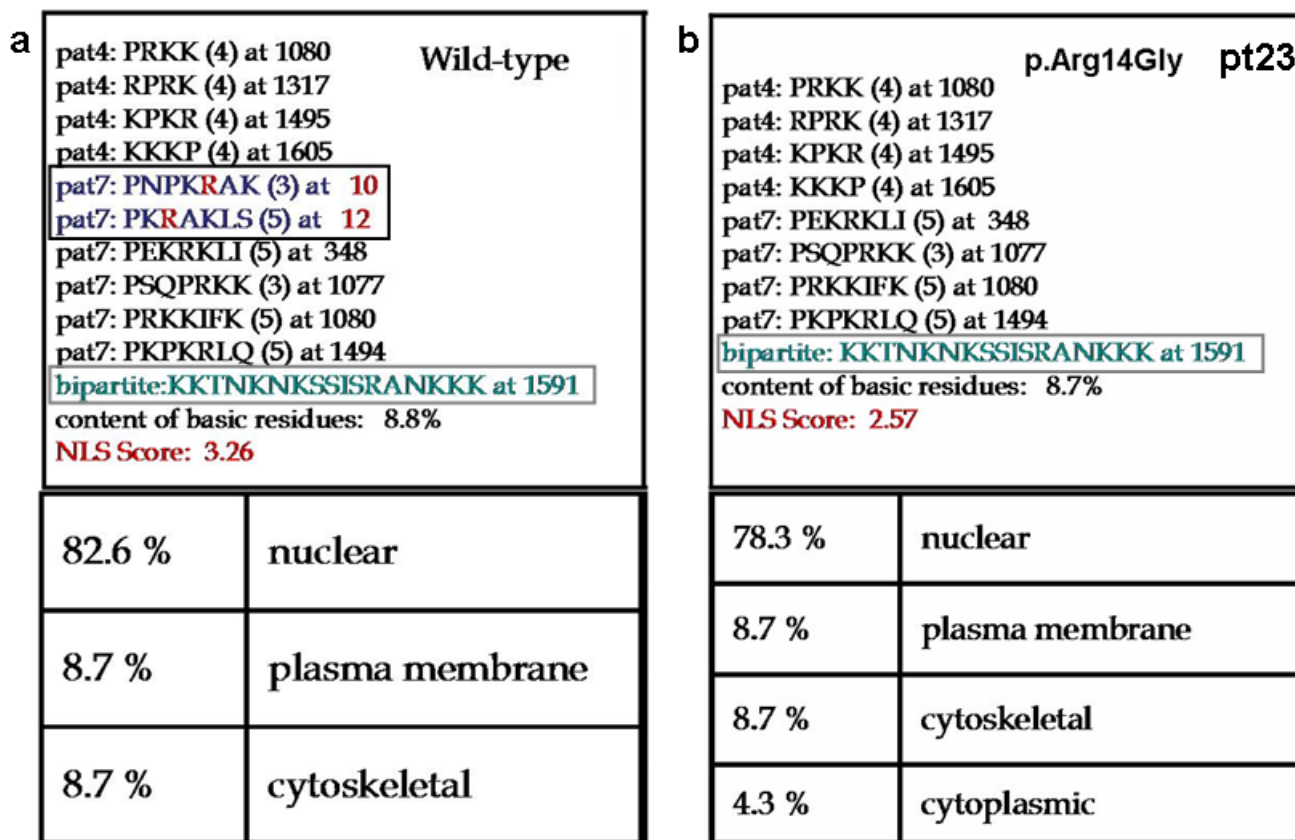 a
Wild-type
pat4: PRKK (4) at 1080
pat4: RPRK (4) at 1317
pat4: KPKR (4) at 1495
pat4: KKKP (4) at 1605
pat7: PNPKRAK (3) at 10
pat7: PKRAKLS (5) at 12
pat7: PEKRKLI (5) at 348
pat7: PSQPRKK (3) at 1077
pat7: PRKKIFK (5) at 1080
pat7: PKPKRLQ (5) at 1494
bipartite:KKTNKNKSSISRANKKK at 1591
content of basic residues: 8.8%
NLS Score: 3.26
82.6 % nuclear
8.7 % plasma membrane
8.7 % cytoskeletal
b
p.Arg14Gly pt23
pat4: PRKK (4) at 1080
pat4: RPRK (4) at 1317
pat4: KPKR (4) at 1495
pat4: KKKP (4) at 1605
pat7: PEKRKLI (5) at 348
pat7: PSQPRKK (3) at 1077
pat7: PRKKIFK (5) at 1080
pat7: PKPKRLQ (5) at 1494
bipartite: KKTNKNKSSISRANKKK at 1591
content of basic residues: 8.7%
NLS Score: 2.57
78.3 % nuclear
8.7 % plasma membrane
8.7 % cytoskeletal
4.3 % cytoplasmic